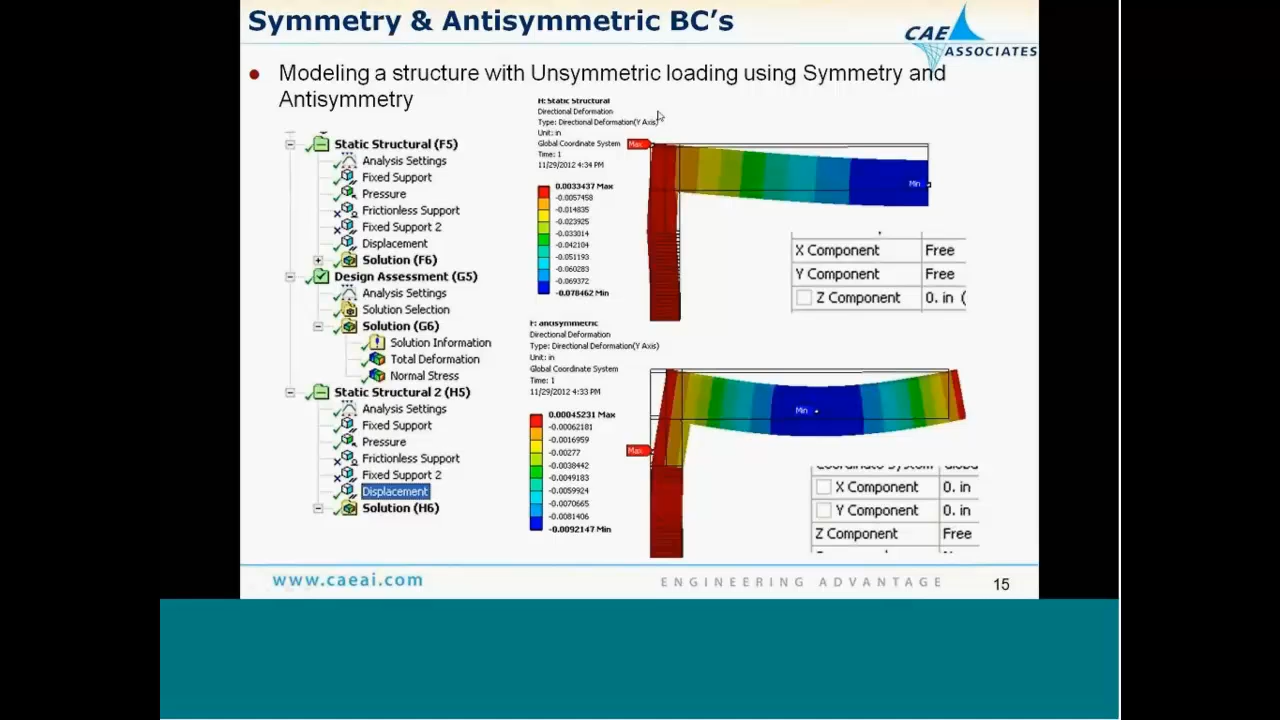 Symmetry & Antisymmetric BC's
CAE
ASSOCIATES
Modeling a structure with Unsymmetric loading using Symmetry and
Antisymmetry
Static Structural (F5)
Analysis Settings
Fixed Support
Pressure
Frictionless Support
Fixed Support 2
Displacement
Solution (F6)
Design Assessment (G5)
Analysis Settings
Solution Selection
Solution (G6)
Solution Information
Total Deformation
Normal Stress
Static Structural 2 (H5)
Analysis Settings
Fixed Support
Pressure
Frictionless Support
Fixed Support 2
Displacement
Solution (H6)
H: Static Structural
Directional Deformation
Type: Directional Deformation(Y Axis)
Unit: in
Global Coordinate System
Time: 1
11/29/2012 4:34 PM
0.0033437 Max
-0.0057458
-0.014835
-0.023925
-0.033014
-0.042104
-0.051193
-0.060283
-0.069372
-0.078462 Min
Max
Min
X Component Free
Y Component Free
Z Component 0. in (
F: antisymmetric
Directional Deformation
Type: Directional Deformation(Y Axis)
Unit: in
Global Coordinate System
Time: 1
11/29/2012 4:33 PM
0.00045231 Max
-0.00062181
-0.0016959
-0.00277
-0.0038442
-0.0049183
-0.0059924
-0.0070665
-0.0081406
-0.0092147 Min
Min
Max
X Component 0. in
Y Component 0. in
Z Component Free
www.caeai.com
ENGINEERING ADVANTAGE
15